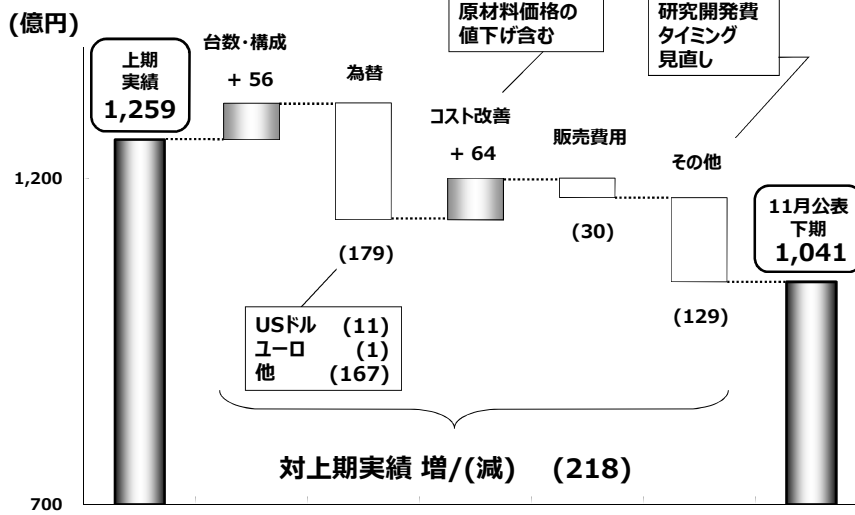 (億円)
上期
実績
1,259
台数・構成
+ 56
為替
原材料価格の
値下げ含む
コスト改善
+ 64
販売費用
研究開発費
タイミング
見直し
その他
1,200
(179)
(30)
11月公表
下期
1,041
(129)
USドル (11)
ユーロ (1)
他 (167)
対上期実績 増/(減) (218)
700